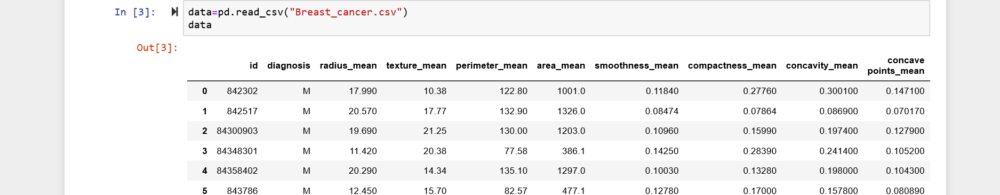 In [3]: data=pd.read_csv("Breast_cancer.csv")
data
Out[3]:
id diagnosis radius_mean texture_mean perimeter_mean area_mean smoothness_mean compactness_mean concavity_mean concave points_mean
0 842302 M 17.990 10.38 122.80 1001.0 0.11840 0.27760 0.300100 0.147100
1 842517 M 20.570 17.77 132.90 1326.0 0.08474 0.07864 0.086900 0.070170
2 84300903 M 19.690 21.25 130.00 1203.0 0.10960 0.15990 0.197400 0.127900
3 84348301 M 11.420 20.38 77.58 386.1 0.14250 0.28390 0.241400 0.105200
4 84358402 M 20.290 14.34 135.10 1297.0 0.10030 0.13280 0.198000 0.104300
5 843786 M 12.450 15.70 82.57 477.1 0.12780 0.17000 0.157800 0.080890